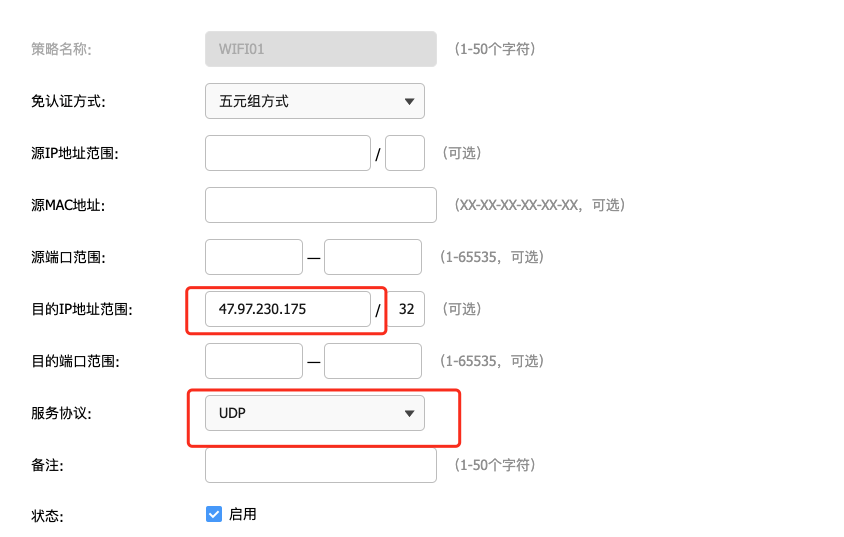 策略名称: WIFI01 (1-50个字符)
免认证方式: 五元组方式
源IP地址范围: / (可选)
源MAC地址: (XX-XX-XX-XX-XX-XX，可选)
源端口范围: — (1-65535，可选)
目的IP地址范围: 47.97.230.175 / 32 (可选)
目的端口范围: — (1-65535，可选)
服务协议: UDP
备注: (1-50个字符)
状态: 启用